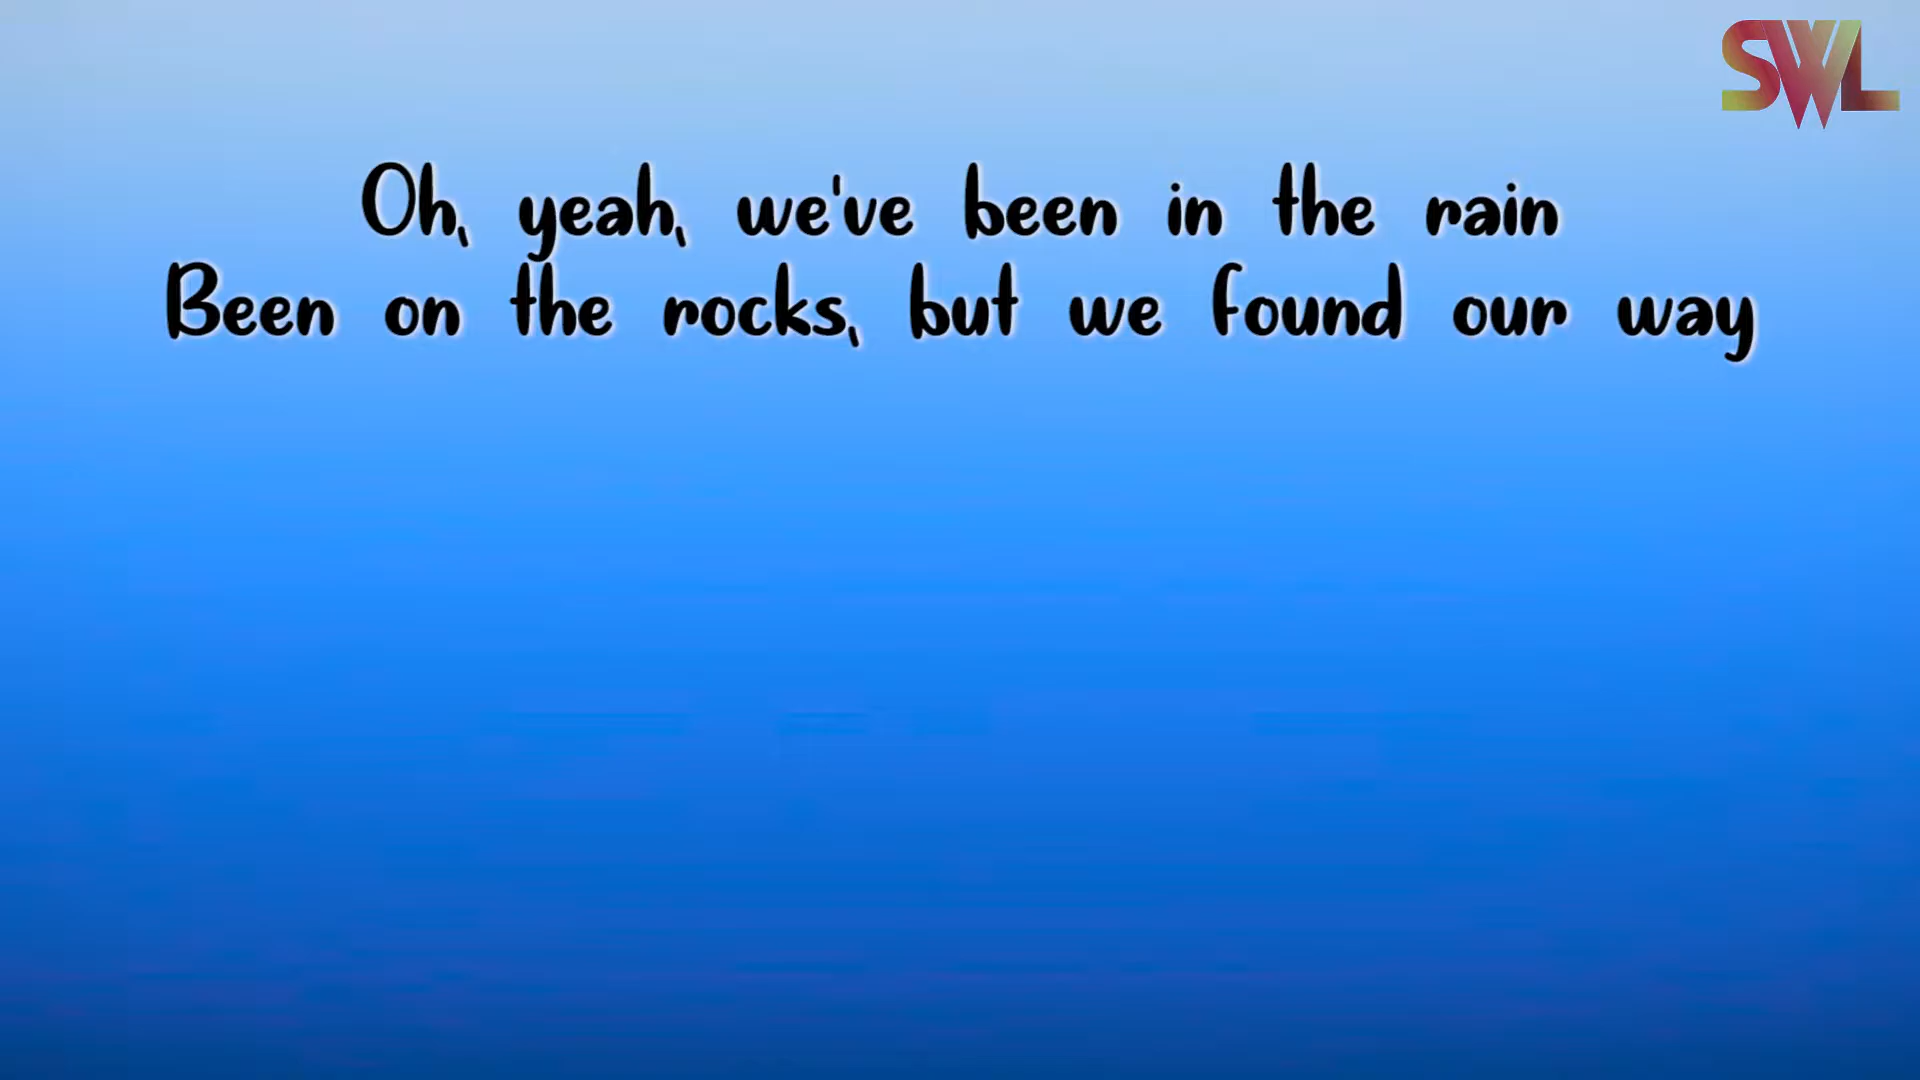 SWL
Oh, yeah, we've been in the rain
Been on the rocks, but we found our way